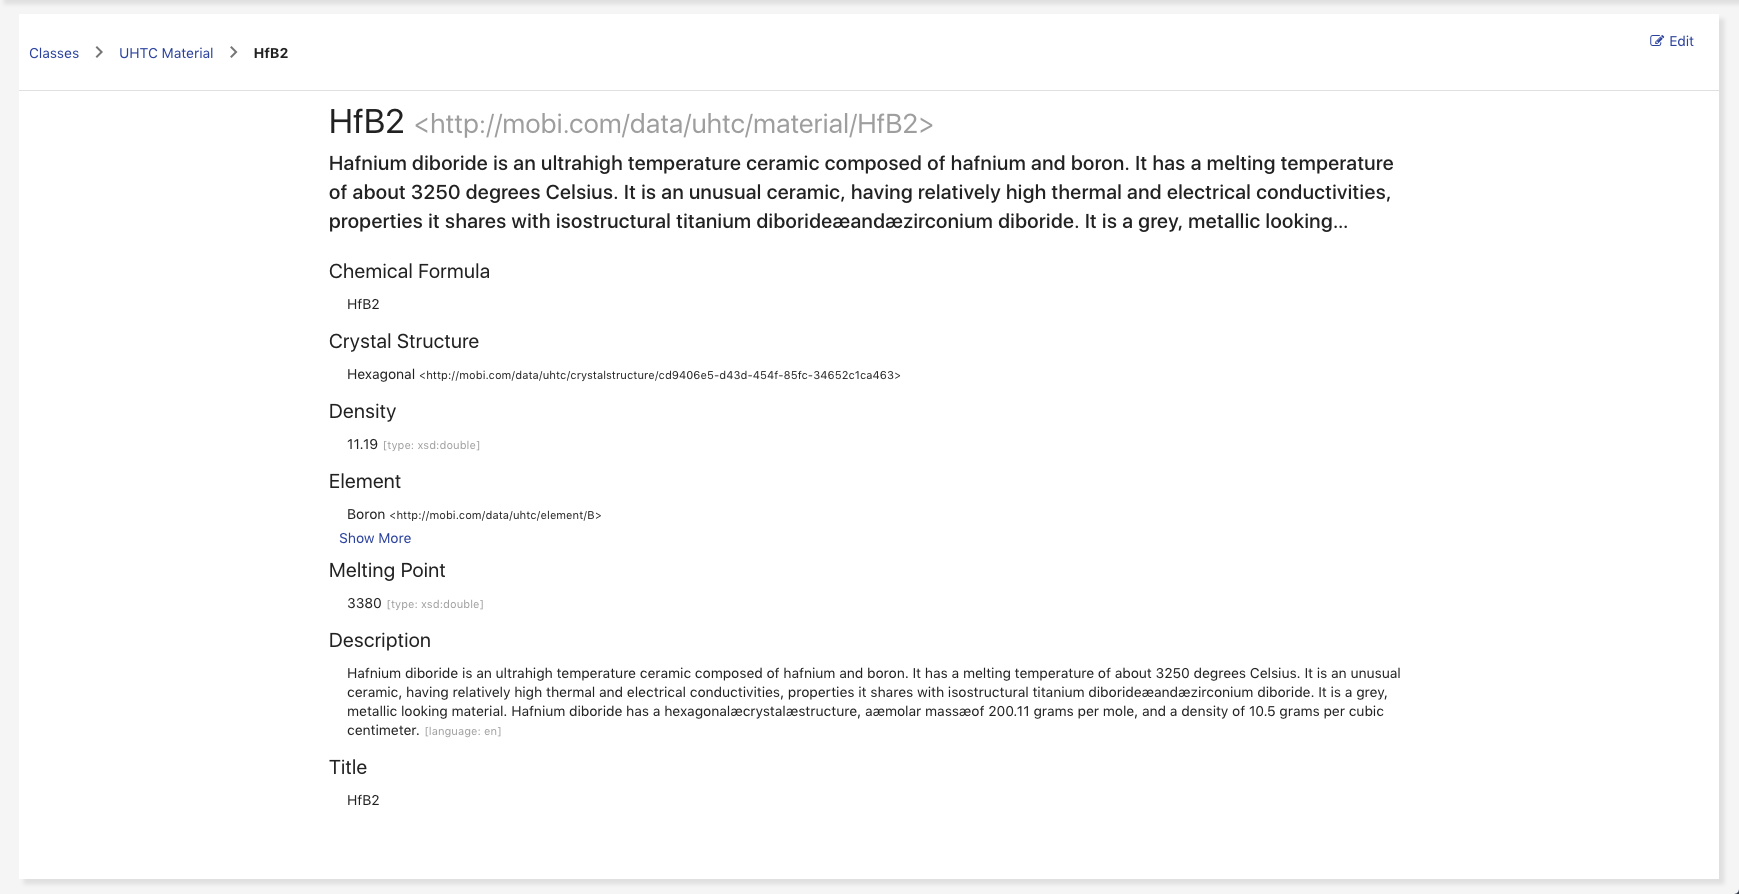 Classes > UHTC Material > HfB2
Edit
HfB2 <http://mobi.com/data/uhtc/material/HfB2>
Hafnium diboride is an ultrahigh temperature ceramic composed of hafnium and boron. It has a melting temperature
of about 3250 degrees Celsius. It is an unusual ceramic, having relatively high thermal and electrical conductivities,
properties it shares with isostructural titanium diborideæandæzirconium diboride. It is a grey, metallic looking...
Chemical Formula
HfB2
Crystal Structure
Hexagonal <http://mobi.com/data/uhtc/crystalstructure/cd9406e5-d43d-454f-85fc-34652c1ca463>
Density
11.19 [type: xsd:double]
Element
Boron <http://mobi.com/data/uhtc/element/B>
Show More
Melting Point
3380 [type: xsd:double]
Description
Hafnium diboride is an ultrahigh temperature ceramic composed of hafnium and boron. It has a melting temperature of about 3250 degrees Celsius. It is an unusual
ceramic, having relatively high thermal and electrical conductivities, properties it shares with isostructural titanium diborideæandæzirconium diboride. It is a grey,
metallic looking material. Hafnium diboride has a hexagonalæcrystalæstructure, aæmolar massæof 200.11 grams per mole, and a density of 10.5 grams per cubic
centimeter. [language: en]
Title
HfB2